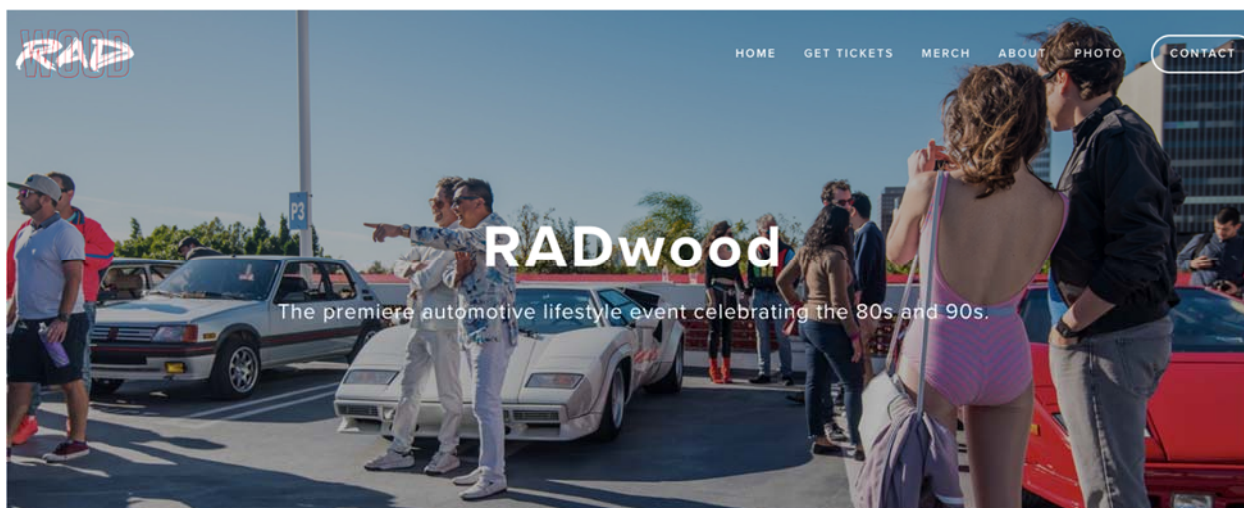 RAD
WOOD
HOME GET TICKETS MERCH ABOUT PHOTO CONTACT
P3
RADwood
The premiere automotive lifestyle event celebrating the 80s and 90s.